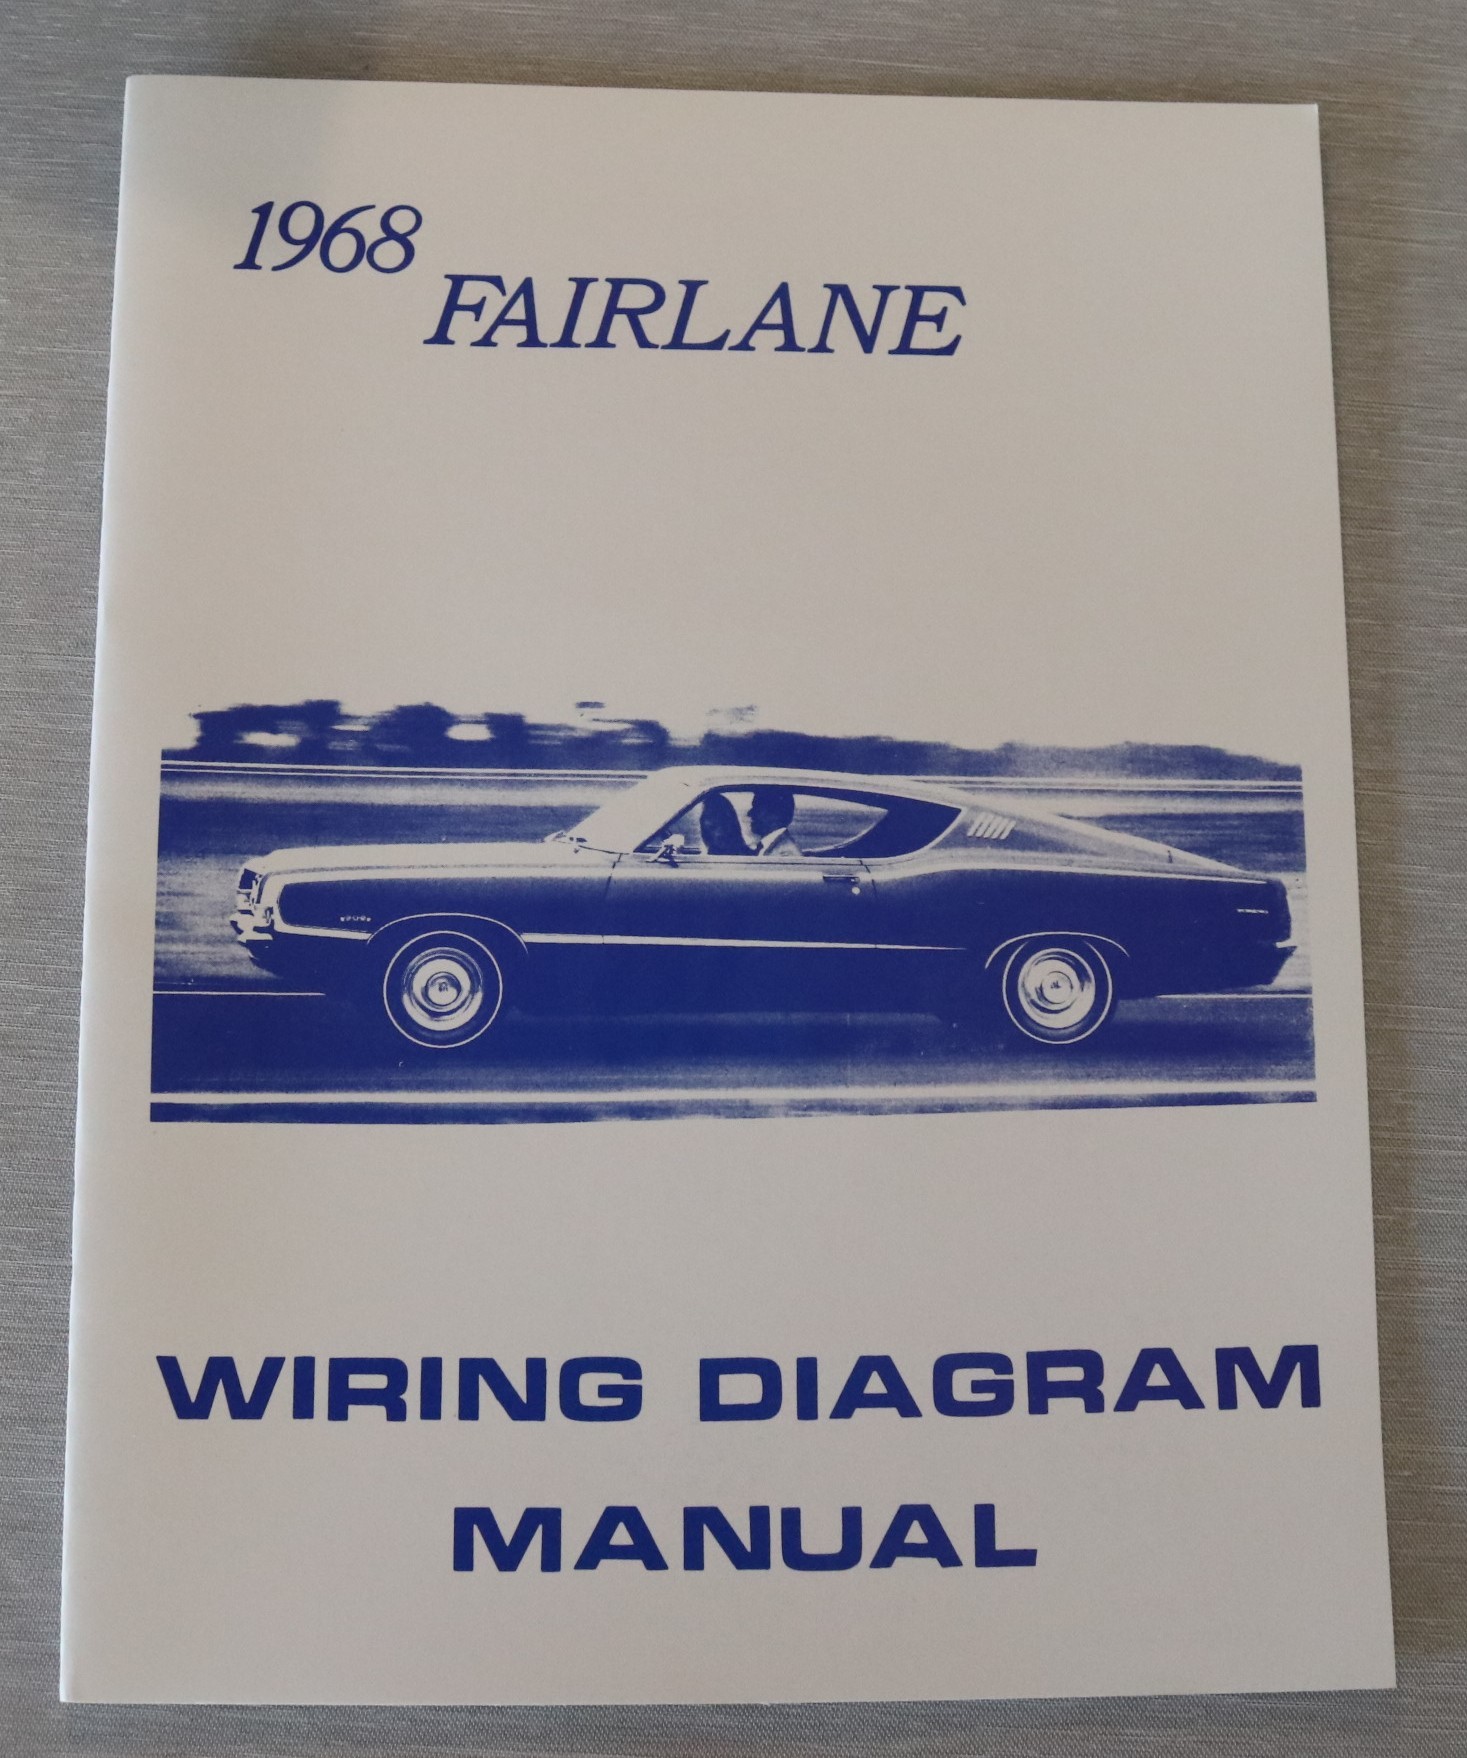 1968
FAIRLANE
WIRING DIAGRAM
MANUAL